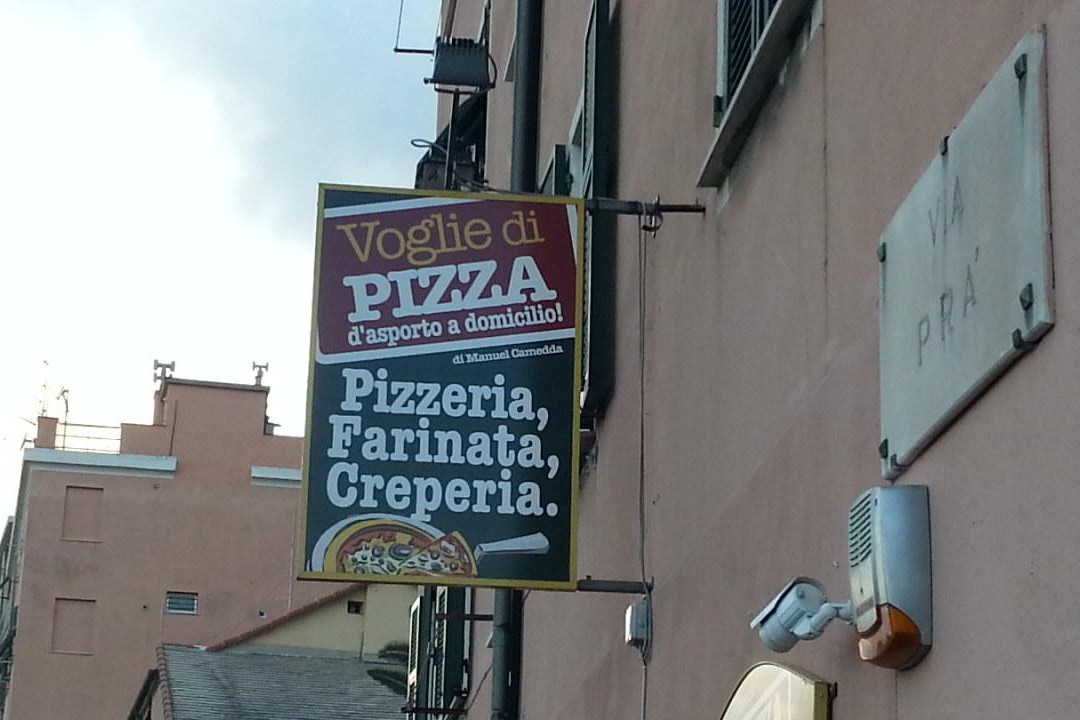 Voglie di
PIZZA
d'asporto a domicilio!
di Manuel Camedda
Pizzeria,
Farinata,
Creperia.
VIA
PRA'